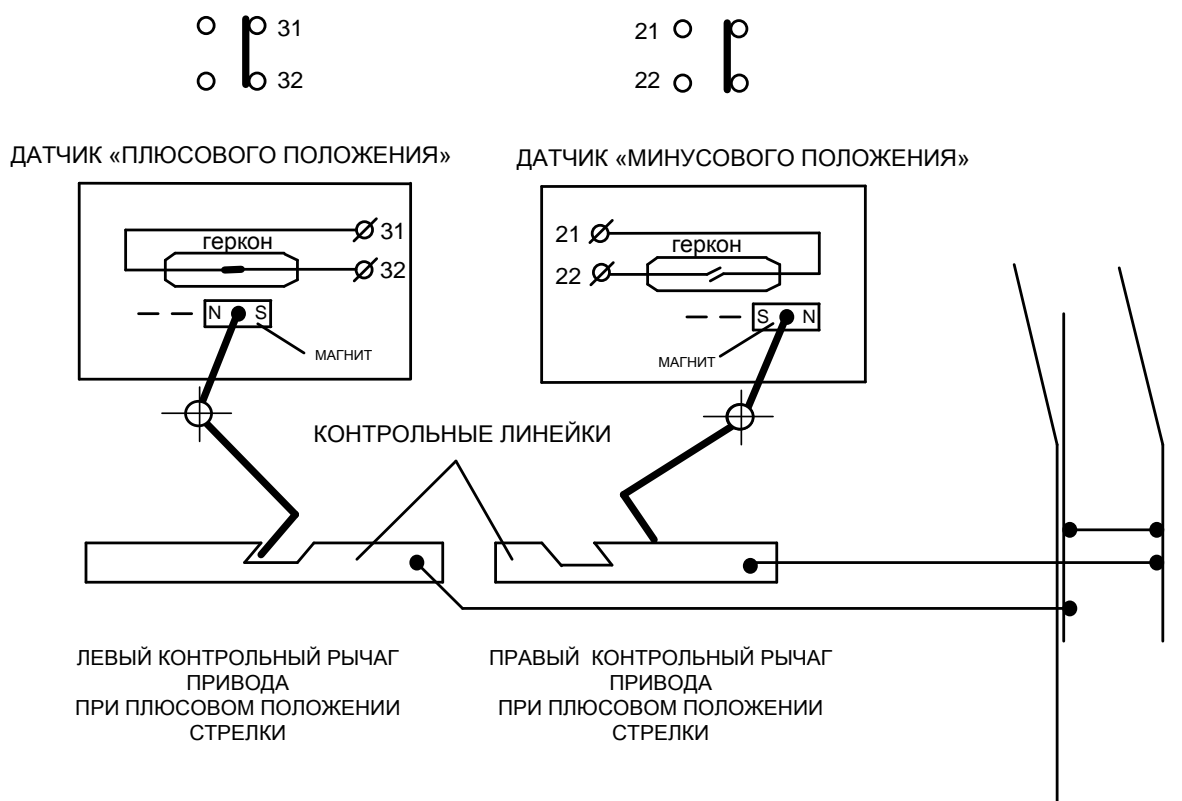 31
32
21
22
ДАТЧИК «ПЛЮСОВОГО ПОЛОЖЕНИЯ»
ДАТЧИК «МИНУСОВОГО ПОЛОЖЕНИЯ»
геркон
31
32
N S
МАГНИТ
21
22
геркон
S N
МАГНИТ
КОНТРОЛЬНЫЕ ЛИНЕЙКИ
ЛЕВЫЙ КОНТРОЛЬНЫЙ РЫЧАГ
ПРИВОДА
ПРИ ПЛЮСОВОМ ПОЛОЖЕНИИ
СТРЕЛКИ
ПРАВЫЙ КОНТРОЛЬНЫЙ РЫЧАГ
ПРИВОДА
ПРИ ПЛЮСОВОМ ПОЛОЖЕНИИ
СТРЕЛКИ